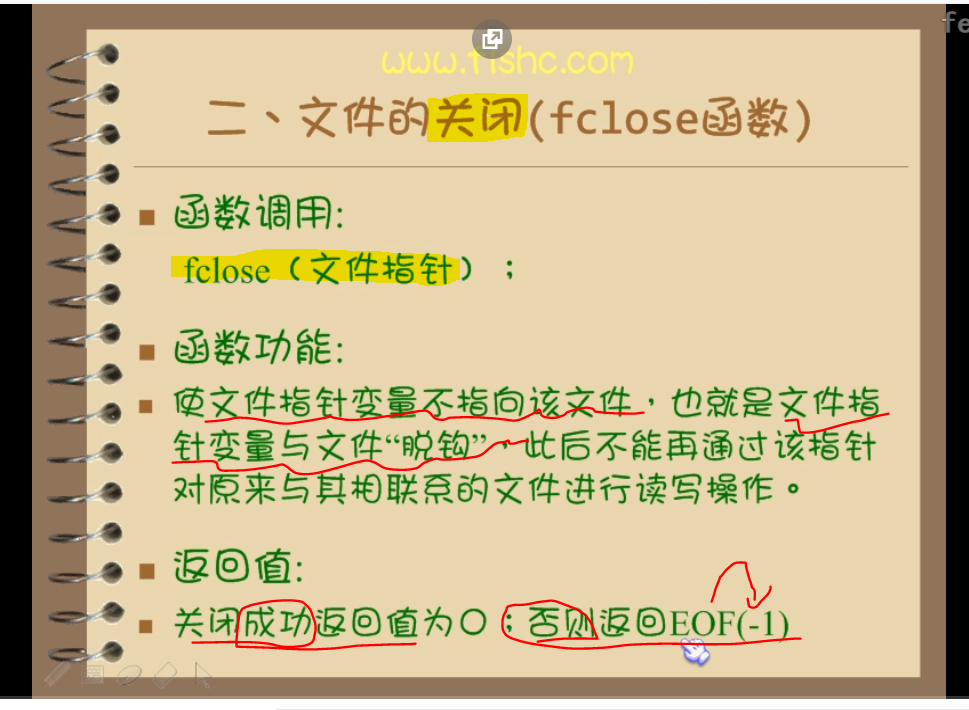 fe
www.11shc.com
二、文件的关闭(fclose函数)
函数调用:
fclose（文件指针）；
函数功能:
使文件指针变量不指向该文件，也就是文件指
针变量与文件“脱钩”，此后不能再通过该指针
对原来与其相联系的文件进行读写操作。
返回值:
关闭成功返回值为〇；否则返回EOF(-1)